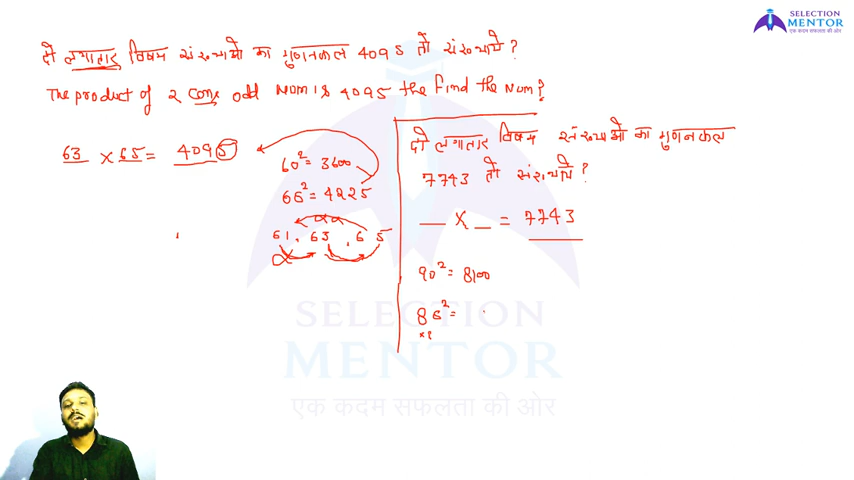 SELECTION
MENTOR
एक कदम सफलता की ओर
दो लगातार विषम संख्याओं का गुणनफल 4095 तो संख्यायें?
The product of 2 Cons odd Num is 4095 the find the Num?
63 × 65 = 4095
60² = 3600
65² = 4225
61, 63, 65
दो लगातार विषम संख्याओं का गुणनफल
7743 तो संख्यायें?
__ × __ = 7743
90² = 8100
85² =
SELECTION
MENTOR
एक कदम सफलता की ओर